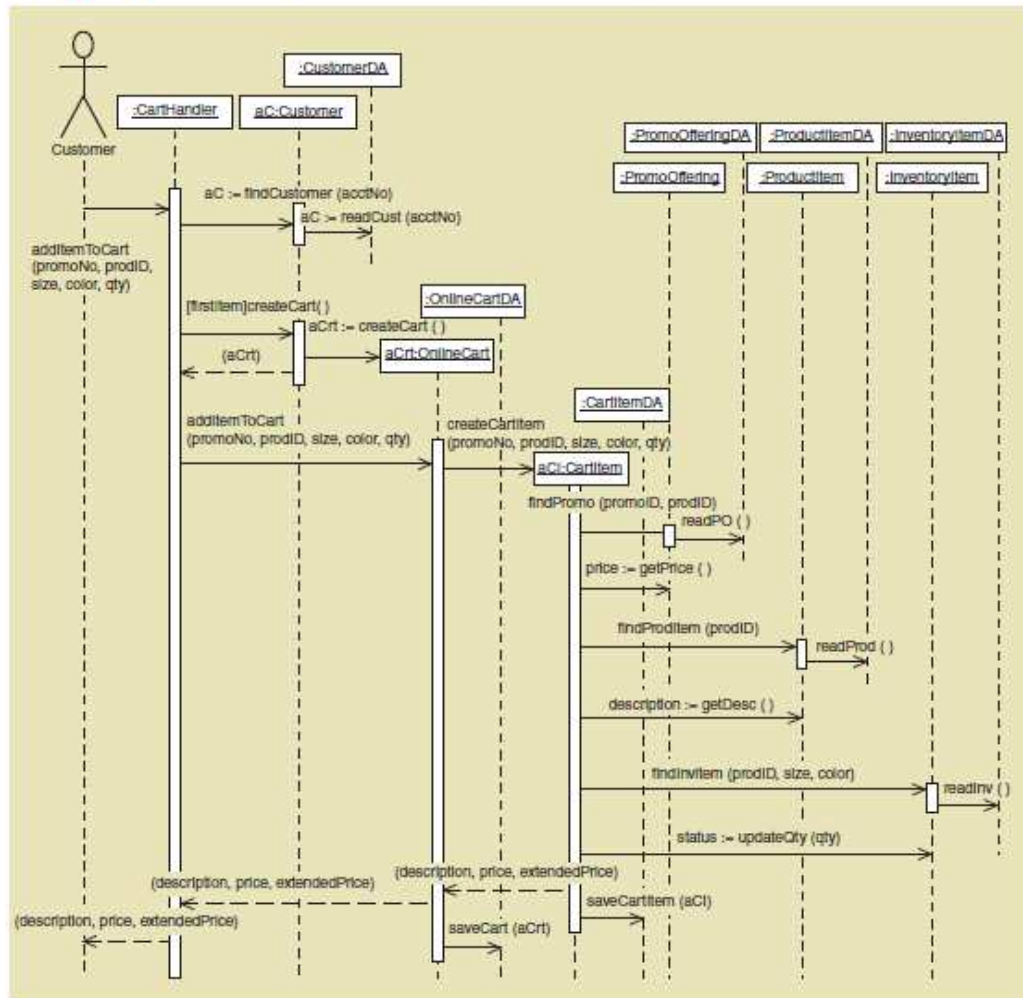 :CustomerDA
:CartHandler
aC:Customer
Customer
:PromoOfferingDA
:ProductItemDA
:InventoryItemDA
:PromoOffering
:ProductItem
:InventoryItem
aC := findCustomer (acctNo)
aC := readCust (acctNo)
addItemToCart
(promoNo, prodID,
size, color, qty)
:OnlineCartDA
[firstItem]createCart( )
aCrt := createCart ( )
(aCrt)
aCrt:OnlineCart
:CartItemDA
addItemToCart
(promoNo, prodID, size, color, qty)
createCartItem
(promoNo, prodID, size, color, qty)
aCI:CartItem
findPromo (promoID, prodID)
readPO ( )
price := getPrice ( )
findProdItem (prodID)
readProd ( )
description := getDesc ( )
findInvItem (prodID, size, color)
readInv ( )
status := updateQty (qty)
(description, price, extendedPrice)
(description, price, extendedPrice)
saveCartItem (aCI)
(description, price, extendedPrice)
saveCart (aCrt)